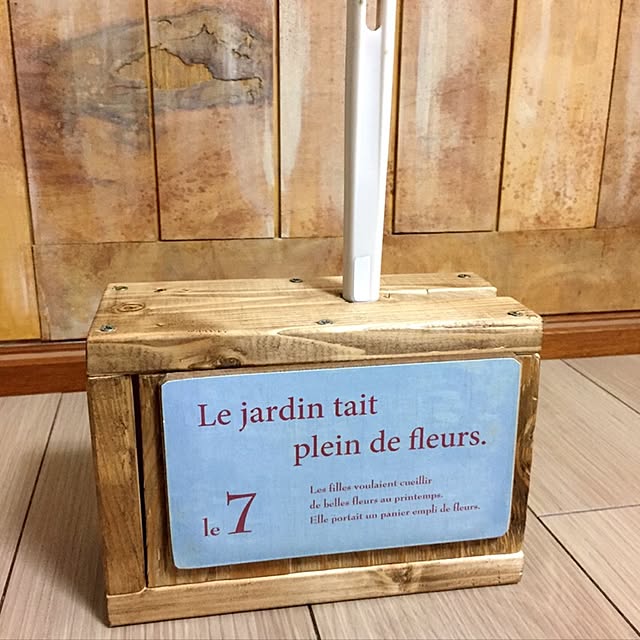 Le jardin tait
plein de fleurs.
Les filles voulaient cueillir
de belles fleurs au printemps.
Elle portait un panier empli de fleurs.
le 7